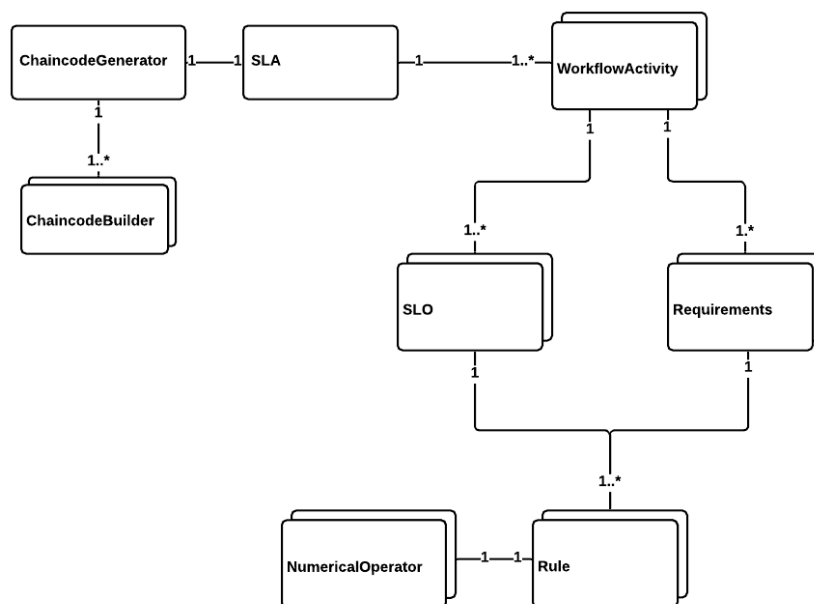 ChaincodeGenerator
1
1
SLA
1
1..*
WorkflowActivity
1
1
1
1..*
ChaincodeBuilder
1..*
1.*
SLO
Requirements
1
1
1..*
NumericalOperator
1
1
Rule